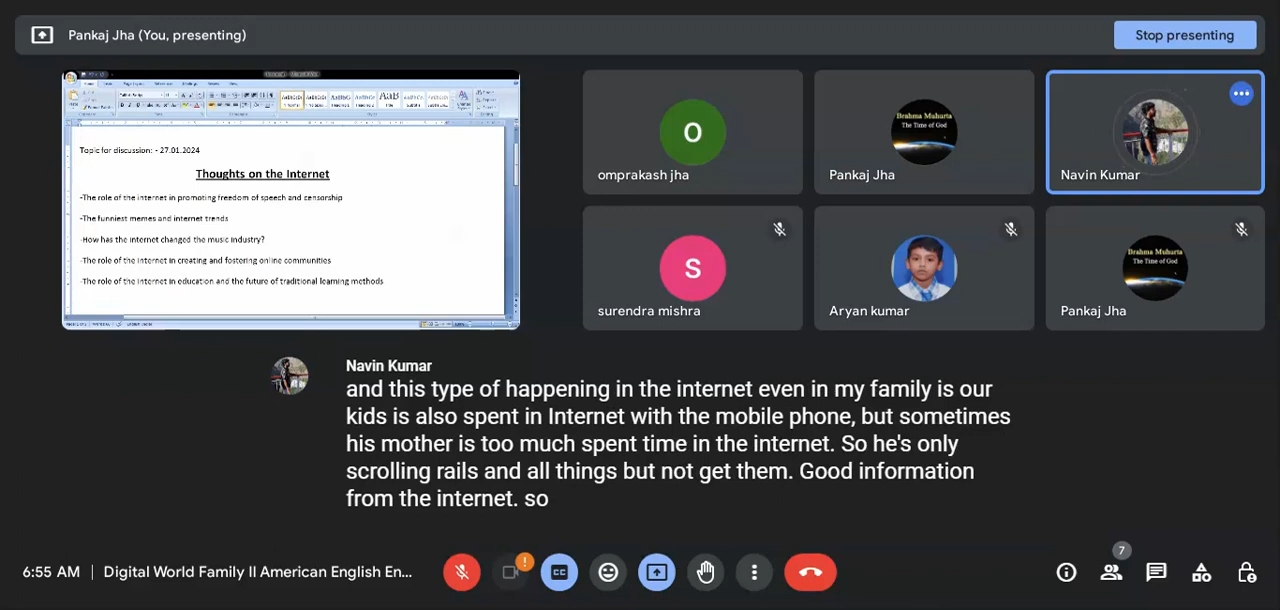 Pankaj Jha (You, presenting)
Stop presenting
Topic for discussion: - 27.01.2024
Thoughts on the Internet
-The role of the internet in promoting freedom of speech and censorship
-The funniest memes and internet trends
-How has the internet changed the music industry?
-The role of the internet in creating and fostering online communities
-The role of the internet in education and the future of traditional learning methods
O
omprakash jha
Brahma Muhurta
The Time of God
Pankaj Jha
Navin Kumar
S
surendra mishra
Aryan kumar
Brahma Muhurta
The Time of God
Pankaj Jha
Navin Kumar
and this type of happening in the internet even in my family is our
kids is also spent in Internet with the mobile phone, but sometimes
his mother is too much spent time in the internet. So he's only
scrolling rails and all things but not get them. Good information
from the internet. so
6:55 AM | Digital World Family II American English En...
CC
7